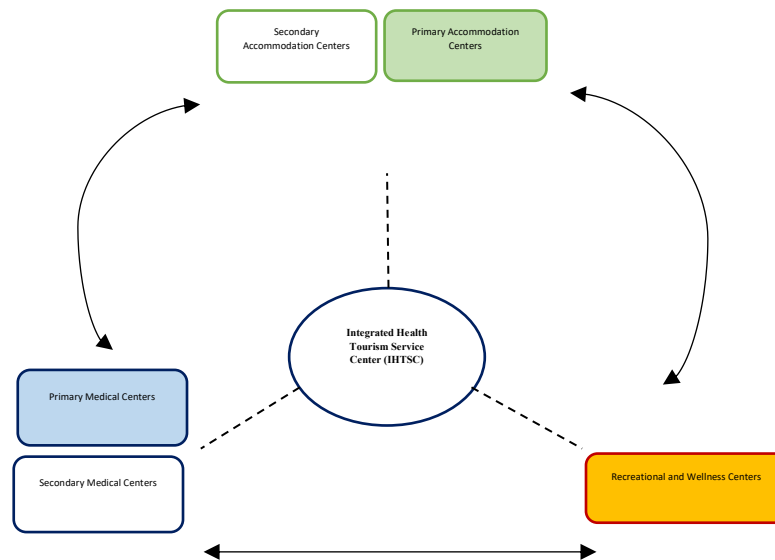 Secondary
Accommodation Centers
Primary Accommodation
Centers
Integrated Health
Tourism Service
Center (IHTSC)
Primary Medical Centers
Secondary Medical Centers
Recreational and Wellness Centers